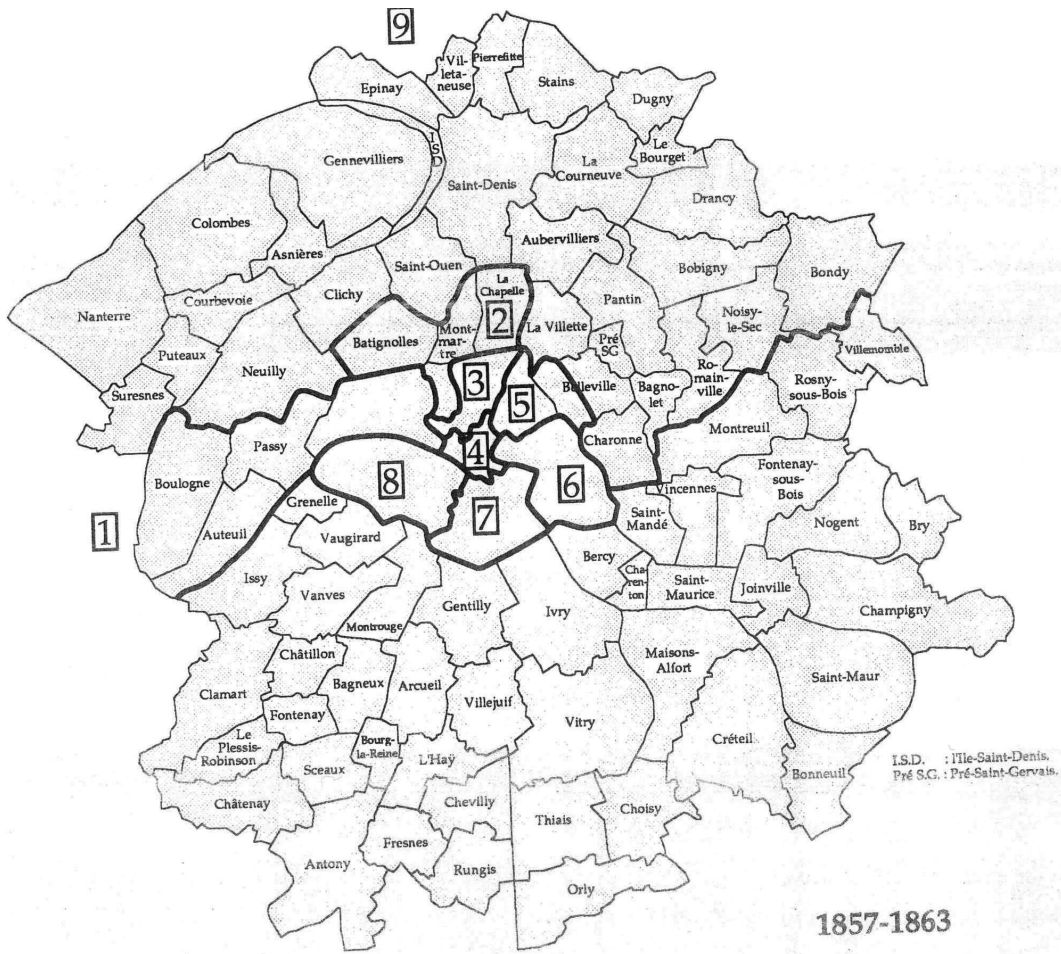 9
Vil-
leta-
neuse
Pierrefitte
Epinay
Stains
Dugny
I
S
D
Le
Bourget
Gennevilliers
La
Courneuve
Saint-Denis
Drancy
Colombes
Aubervilliers
Asnières
Saint-Ouen
Bobigny
Bondy
La
Chapelle
Clichy
Courbevoie
Pantin
Nanterre
2
Noisy-
le-Sec
La Villette
Mont-
mar-
tre
Batignolles
Pré
SG
Villemomble
Puteaux
Neuilly
Ro-
main-
ville
3
Belleville
Bagno-
let
Rosny-
sous-Bois
Suresnes
5
Montreuil
Passy
Charonne
4
Fontenay-
sous-
Bois
Boulogne
8
6
Vincennes
Grenelle
7
Saint-
Mandé
Nogent
Bry
1
Auteuil
Vaugirard
Bercy
Cha-
ren-
ton
Saint-
Maurice
Joinville
Issy
Vanves
Gentilly
Ivry
Champigny
Montrouge
Châtillon
Maisons-
Alfort
Clamart
Bagneux
Arcueil
Saint-Maur
Villejuif
Fontenay
Vitry
Le
Plessis-
Robinson
Bourg-
la-Reine
Créteil
Sceaux
L'Haÿ
Bonneuil
I.S.D. : l'Ile-Saint-Denis.
Pré S.G. : Pré-Saint-Gervais.
Châtenay
Chevilly
Thiais
Choisy
Fresnes
Antony
Rungis
Orly
1857-1863